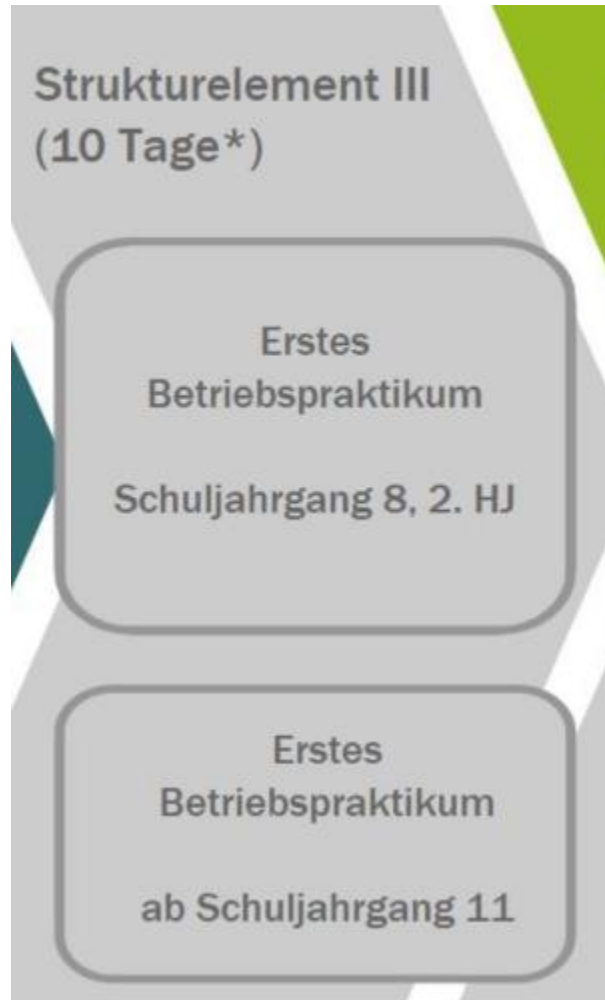 Strukturelement III
(10 Tage*)
Erstes
Betriebspraktikum
Schuljahrgang 8, 2. HJ
Erstes
Betriebspraktikum
ab Schuljahrgang 11